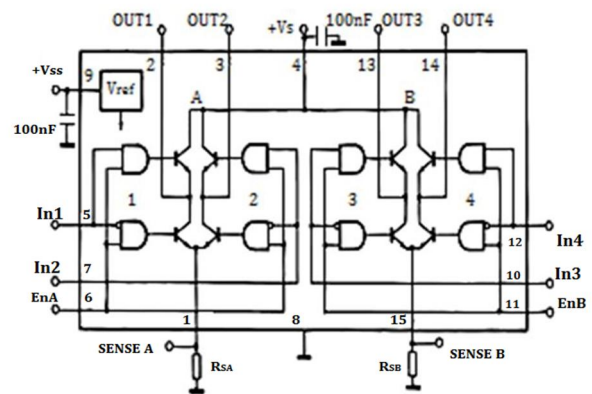 OUT1 OUT2 +Vs 100nF OUT3 OUT4
2 3 4 13 14
+Vss 9 Vref A B
100nF
1 2 3 4
In1 5 12 In4
In2 7 10 In3
EnA 6 11 EnB
1 8 15
SENSE A SENSE B
RSA RSB